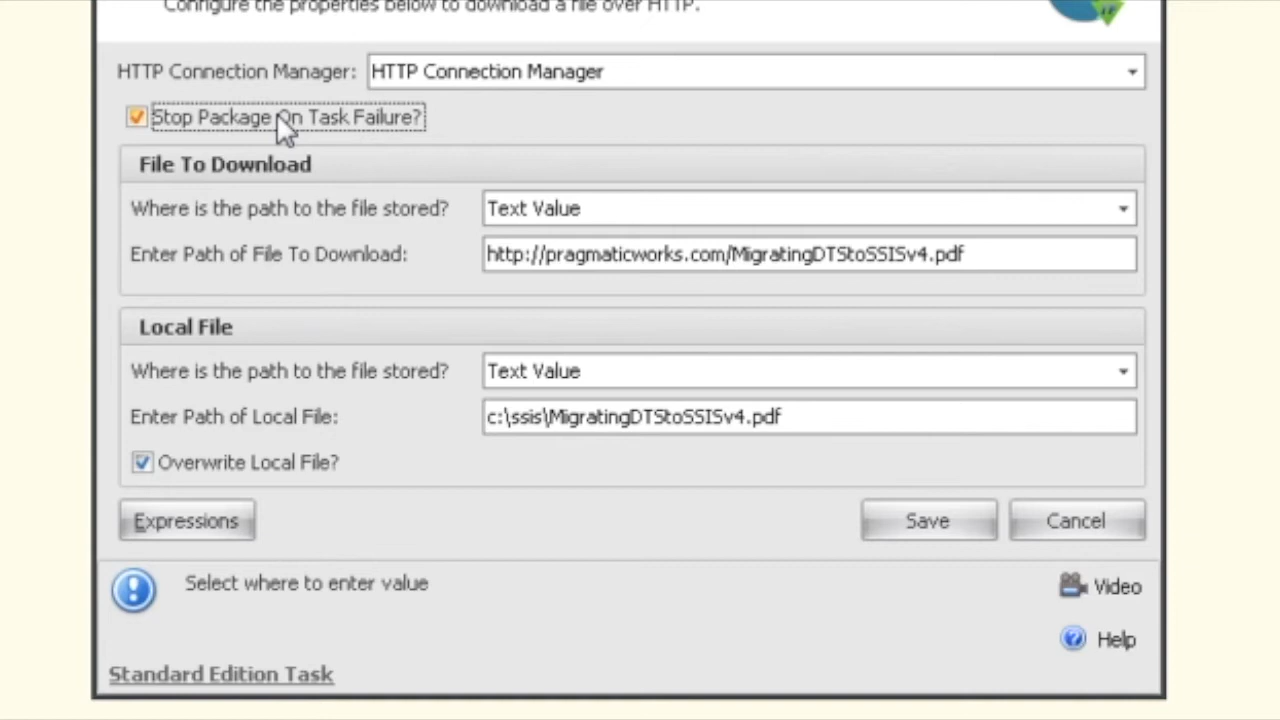 Configure the properties below to download a file over HTTP.
HTTP Connection Manager: HTTP Connection Manager
Stop Package On Task Failure?
File To Download
Where is the path to the file stored? Text Value
Enter Path of File To Download: http://pragmaticworks.com/MigratingDTStoSSISv4.pdf
Local File
Where is the path to the file stored? Text Value
Enter Path of Local File: c:\ssis\MigratingDTStoSSISv4.pdf
Overwrite Local File?
Expressions Save Cancel
Select where to enter value
Video
Help
Standard Edition Task